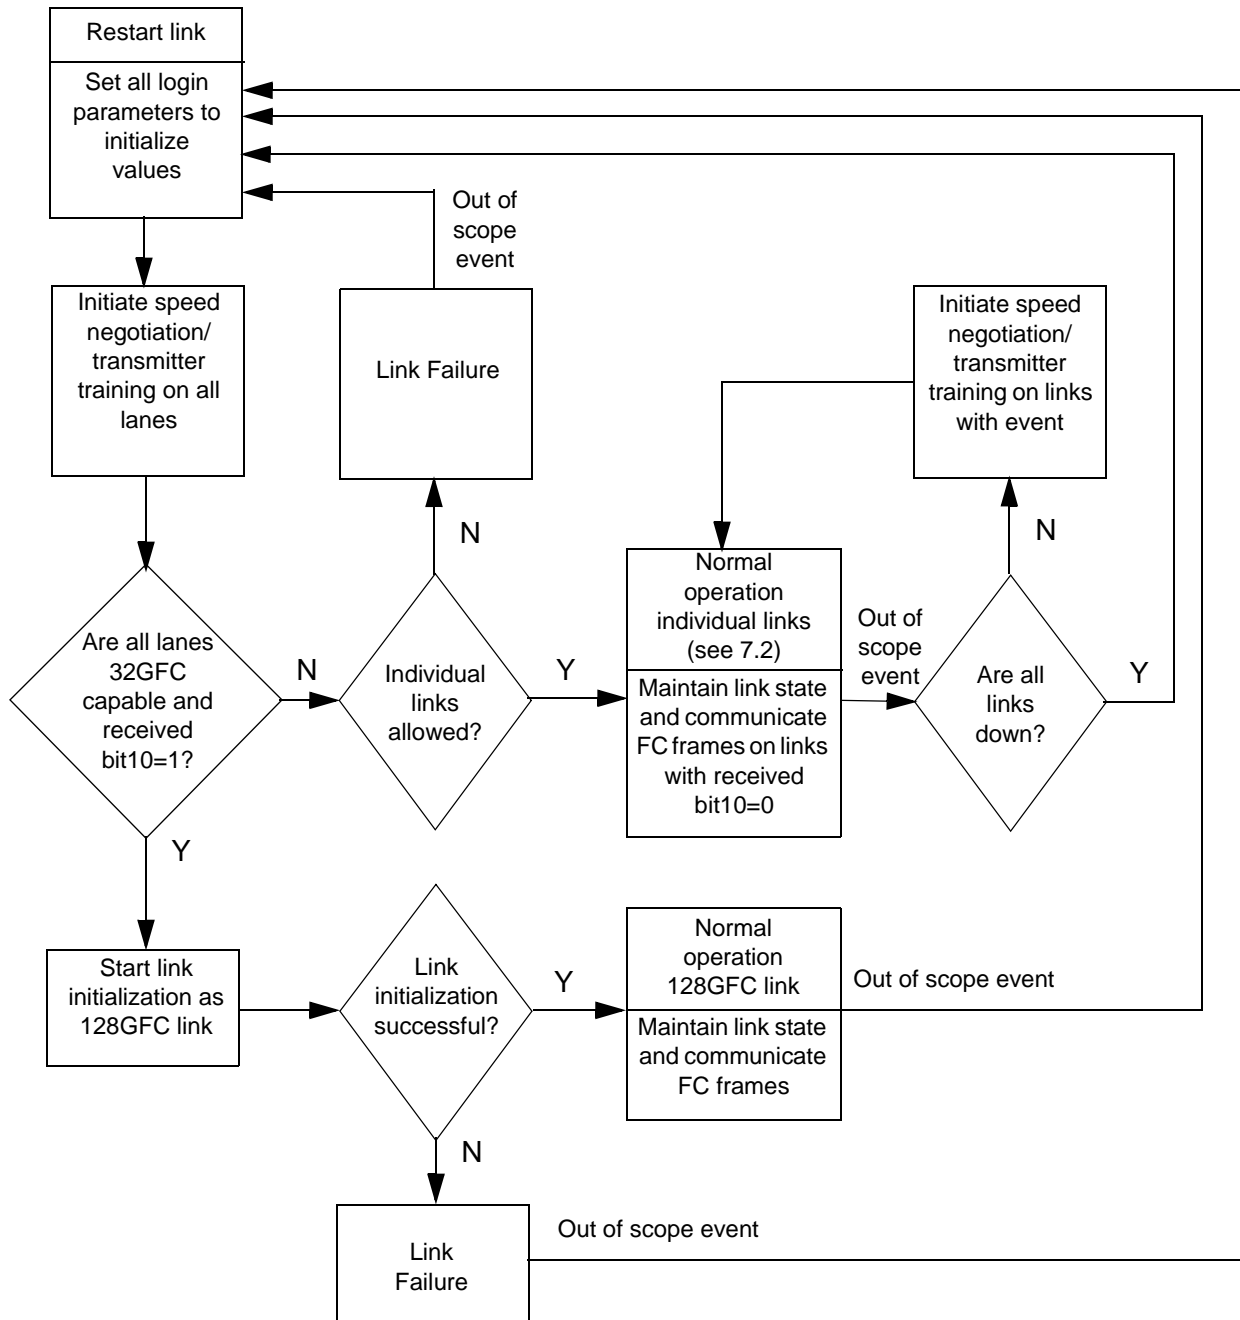 Restart link
Set all login
parameters to
initialize
values
Out of
scope
event
Initiate speed
negotiation/
transmitter
training on all
lanes
Link Failure
Initiate speed
negotiation/
transmitter
training on links
with event
N
N
Are all lanes
32GFC
capable and
received
bit10=1?
N
Individual
links
allowed?
Y
Normal
operation
individual links
(see 7.2)
Maintain link state
and communicate
FC frames on links
with received
bit10=0
Out of
scope
event
Are all
links
down?
Y
Y
Start link
initialization as
128GFC link
Link
initialization
successful?
Y
Normal
operation
128GFC link
Maintain link state
and communicate
FC frames
Out of scope event
N
Link
Failure
Out of scope event